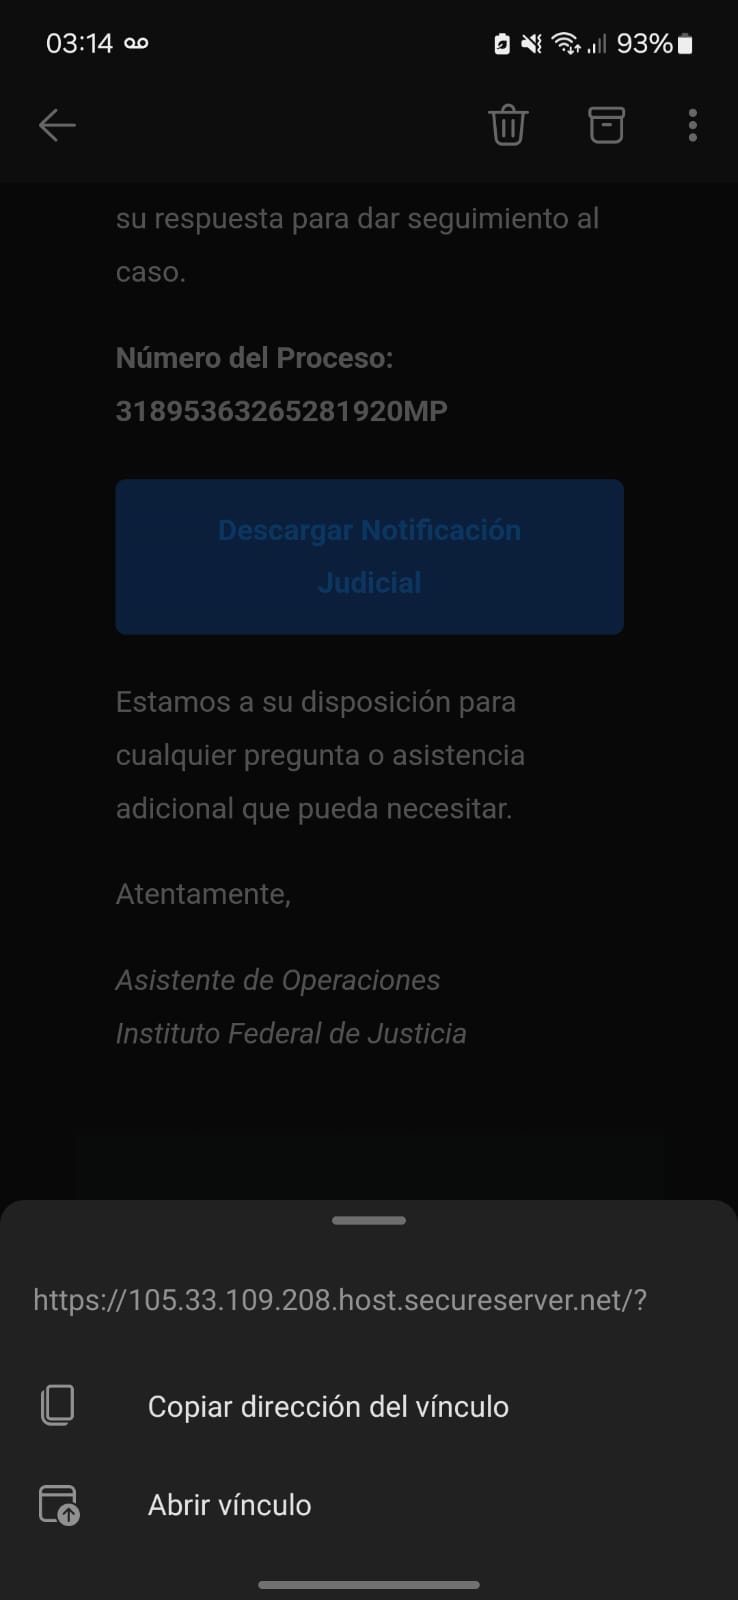 03:14
93%
su respuesta para dar seguimiento al
caso.
Número del Proceso:
31895363265281920MP
Descargar Notificación
Judicial
Estamos a su disposición para
cualquier pregunta o asistencia
adicional que pueda necesitar.
Atentamente,
Asistente de Operaciones
Instituto Federal de Justicia
https://105.33.109.208.host.secureserver.net/?
Copiar dirección del vínculo
Abrir vínculo